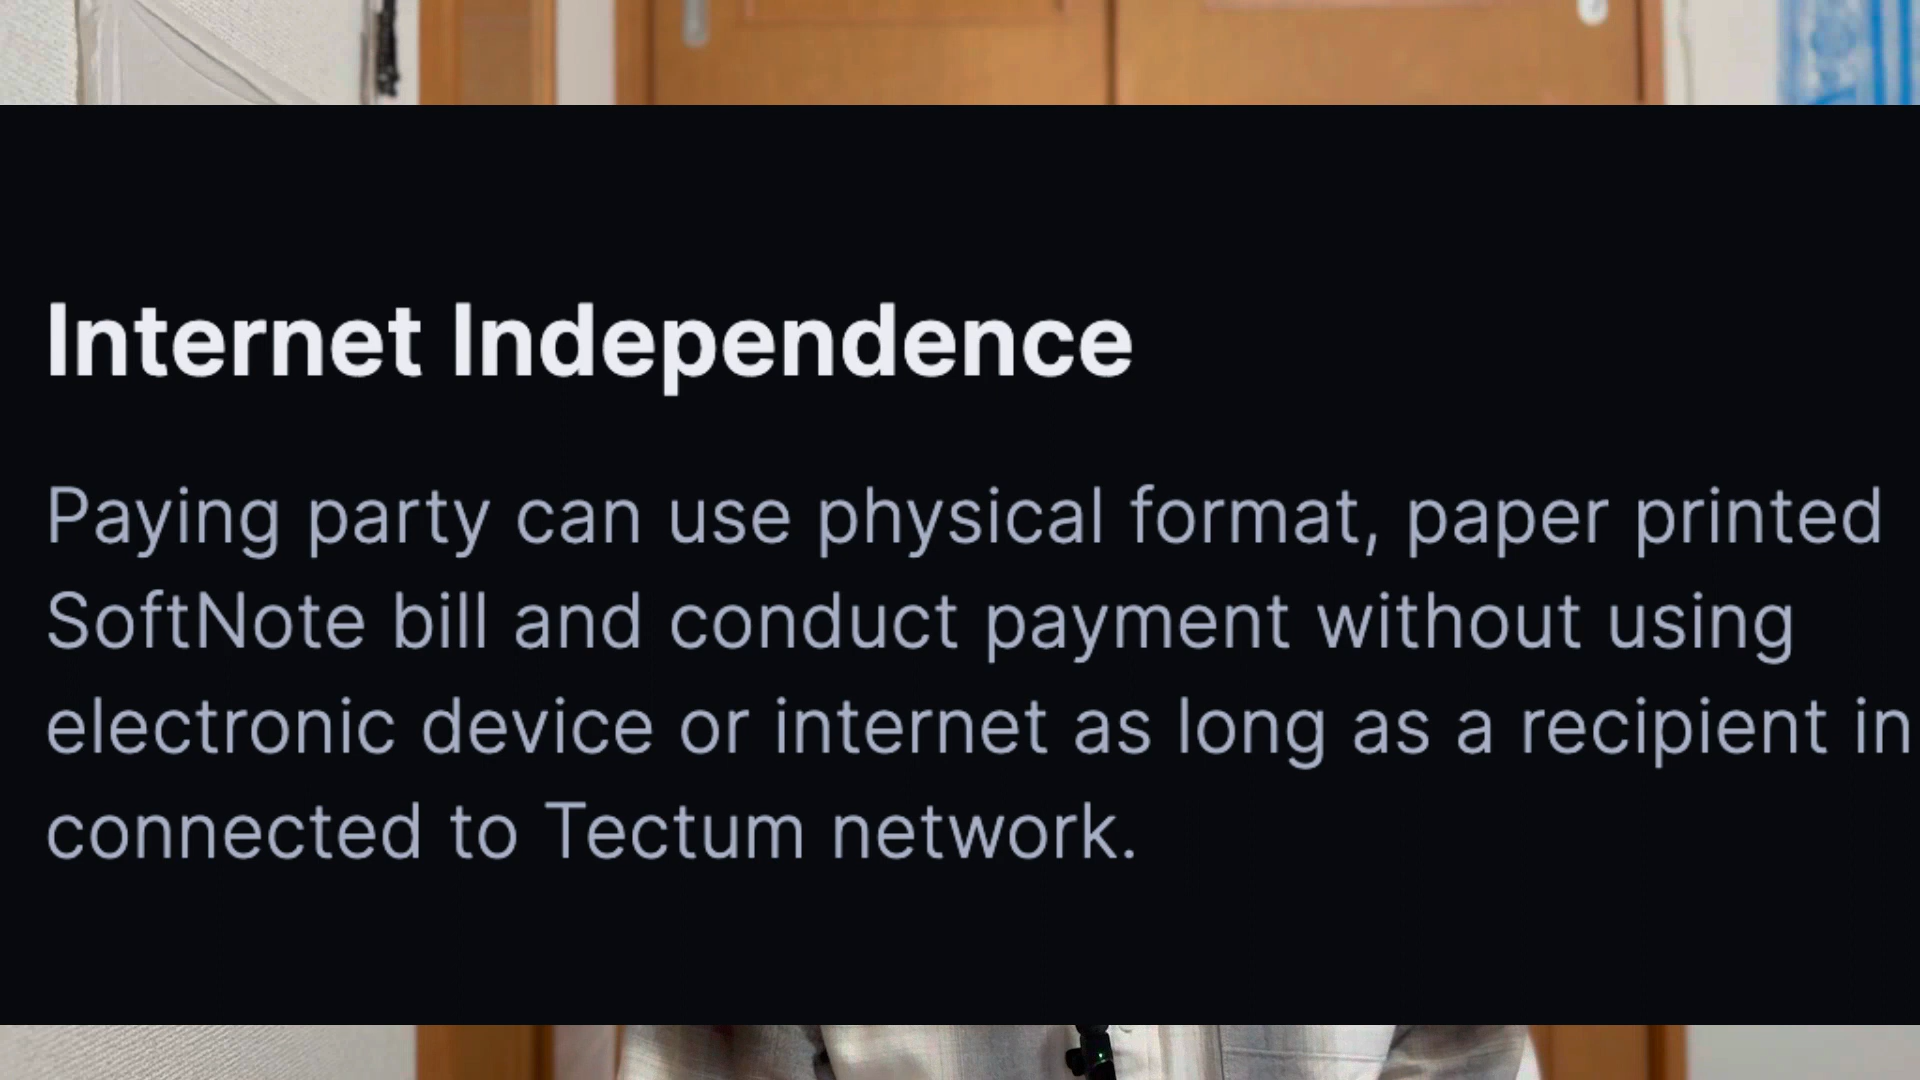 Internet Independence
Paying party can use physical format, paper printed
SoftNote bill and conduct payment without using
electronic device or internet as long as a recipient in
connected to Tectum network.